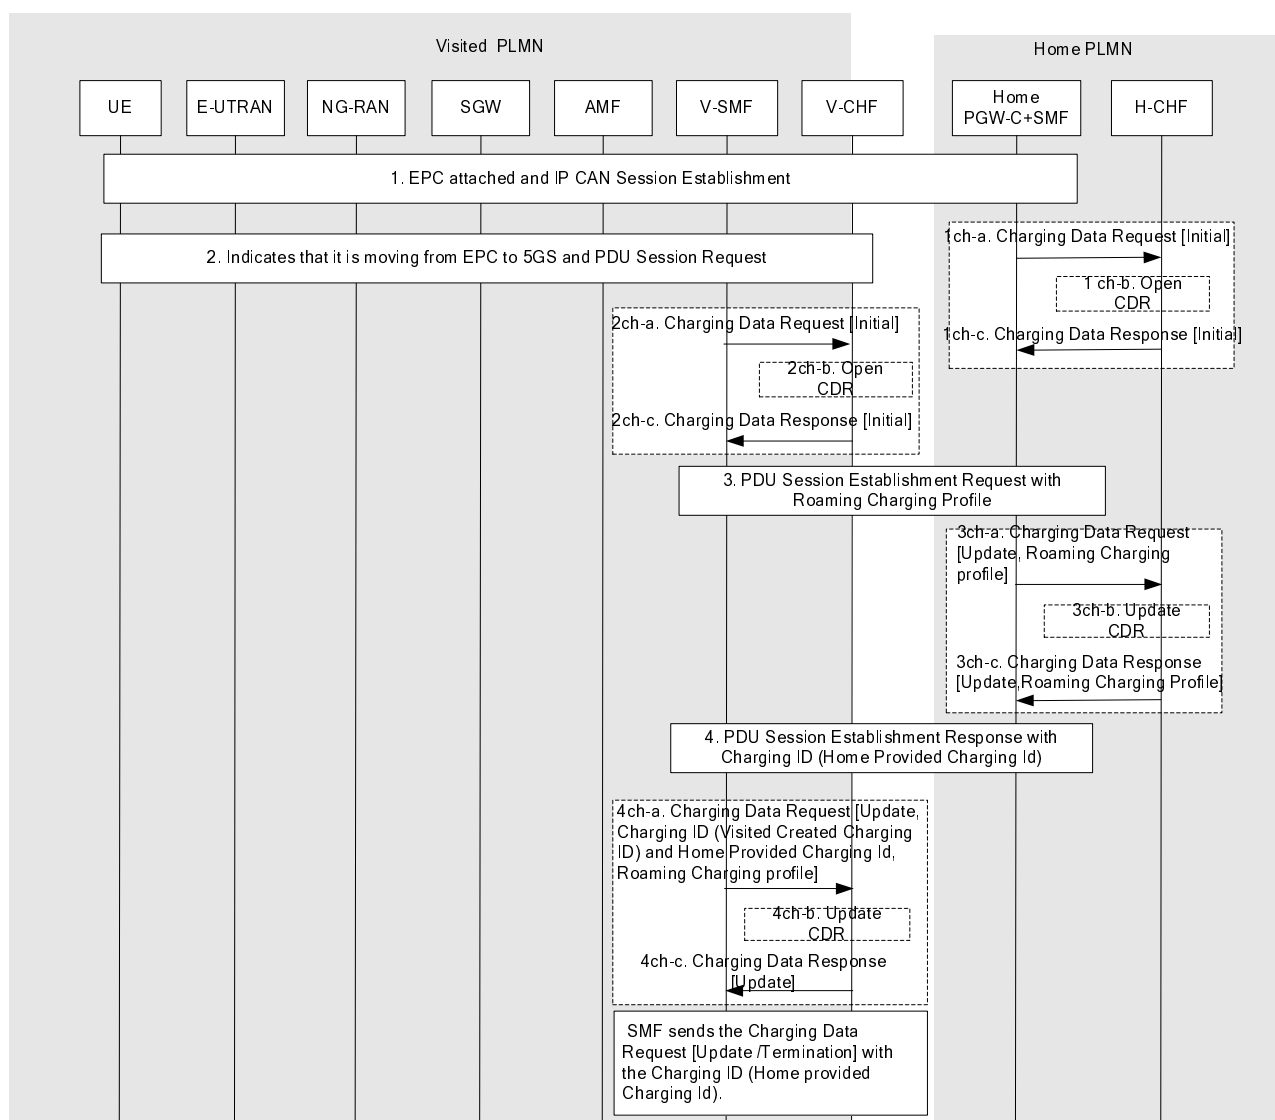 Visited PLMN
Home PLMN
UE
E-UTRAN
NG-RAN
SGW
AMF
V-SMF
V-CHF
Home
PGW-C+SMF
H-CHF
1. EPC attached and IP CAN Session Establishment
1ch-a. Charging Data Request [Initial]
2. Indicates that it is moving from EPC to 5GS and PDU Session Request
1 ch-b. Open
CDR
1ch-c. Charging Data Response [Initial]
2ch-a. Charging Data Request [Initial]
2ch-b. Open
CDR
2ch-c. Charging Data Response [Initial]
3. PDU Session Establishment Request with
Roaming Charging Profile
3ch-a. Charging Data Request
[Update, Roaming Charging
profile]
3ch-b. Update
CDR
3ch-c. Charging Data Response
[Update,Roaming Charging Profile]
4. PDU Session Establishment Response with
Charging ID (Home Provided Charging Id)
4ch-a. Charging Data Request [Update,
Charging ID (Visited Created Charging
ID) and Home Provided Charging Id,
Roaming Charging profile]
4ch-b. Update
CDR
4ch-c. Charging Data Response
[Update]
SMF sends the Charging Data
Request [Update /Termination] with
the Charging ID (Home provided
Charging Id).